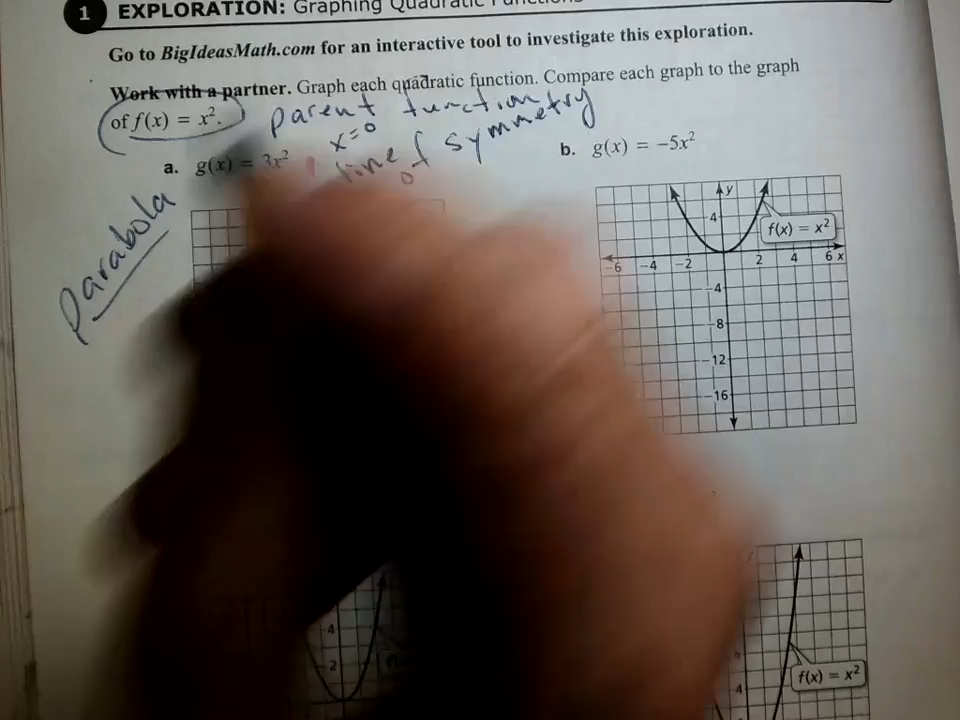 1 EXPLORATION: Graphing Quadratic Functions
Go to BigIdeasMath.com for an interactive tool to investigate this exploration.
Work with a partner. Graph each quadratic function. Compare each graph to the graph
of f(x) = x².
parent function
x=0
line of symmetry
a. g(x) = 3x²
b. g(x) = −5x²
Parabola
y
4
f(x) = x²
−6 −4 −2 2 4 6 x
−4
−8
−12
−16
4
2
f(x) = x²
4